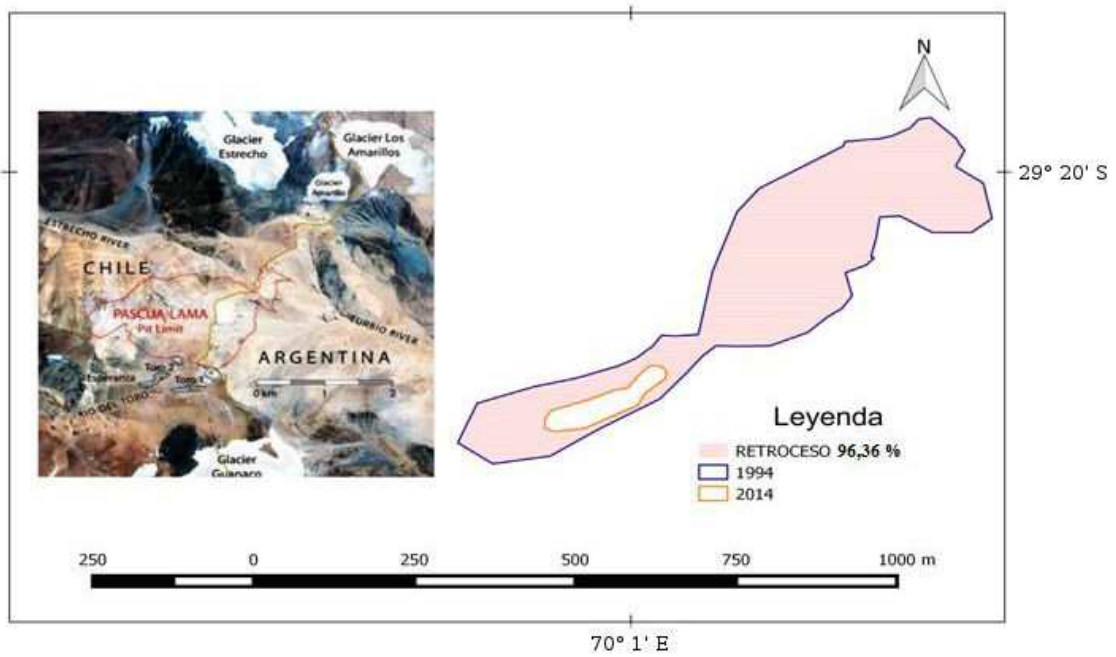 N
29° 20' S
Glacier
Estrecho
Glacier Los
Amarillos
Glacier
Amarillo
ESTRECHO RIVER
CHILE
PASCUA-LAMA
Pit Limit
TURBIO RIVER
ARGENTINA
Toro 2
Esperanza
Toro 1
0 km 1 2
RIO DEL TORO
Glacier
Guanaco
Leyenda
RETROCESO 96,36 %
1994
2014
250 0 250 500 750 1000 m
70° 1' E